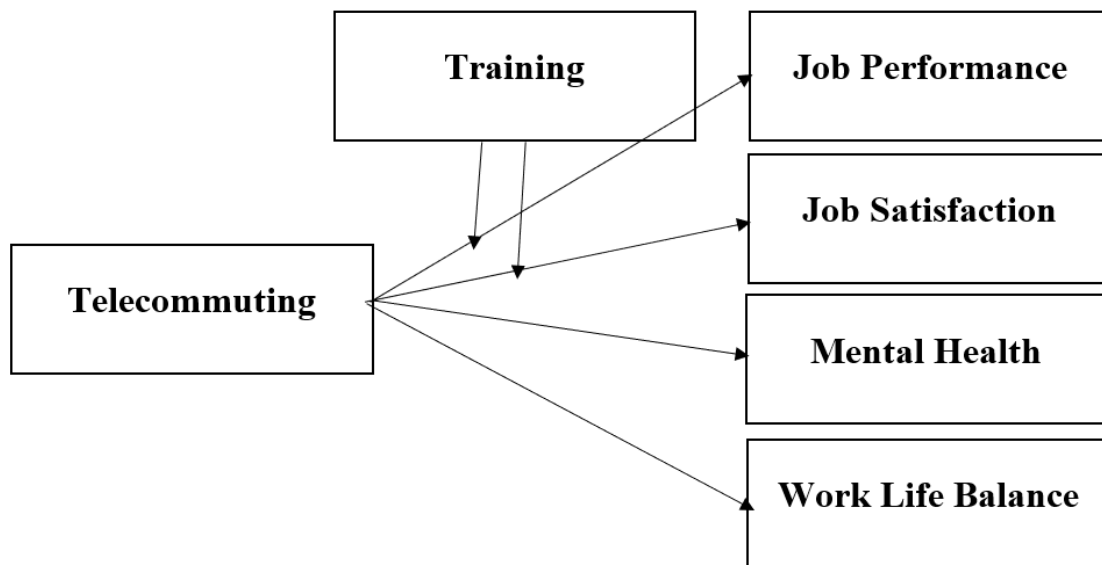 Training
Job Performance
Job Satisfaction
Telecommuting
Mental Health
Work Life Balance